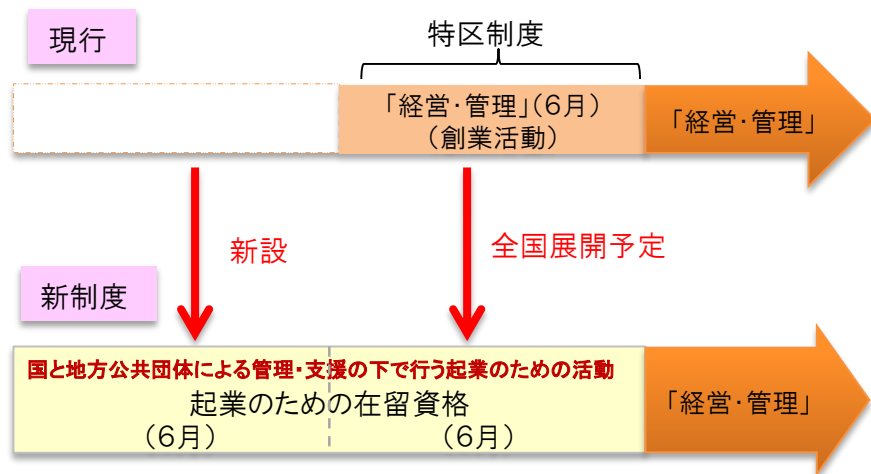 現行
特区制度
「経営・管理」(6月)
(創業活動)
「経営・管理」
新設
全国展開予定
新制度
国と地方公共団体による管理・支援の下で行う起業のための活動
起業のための在留資格
(6月)
(6月)
「経営・管理」